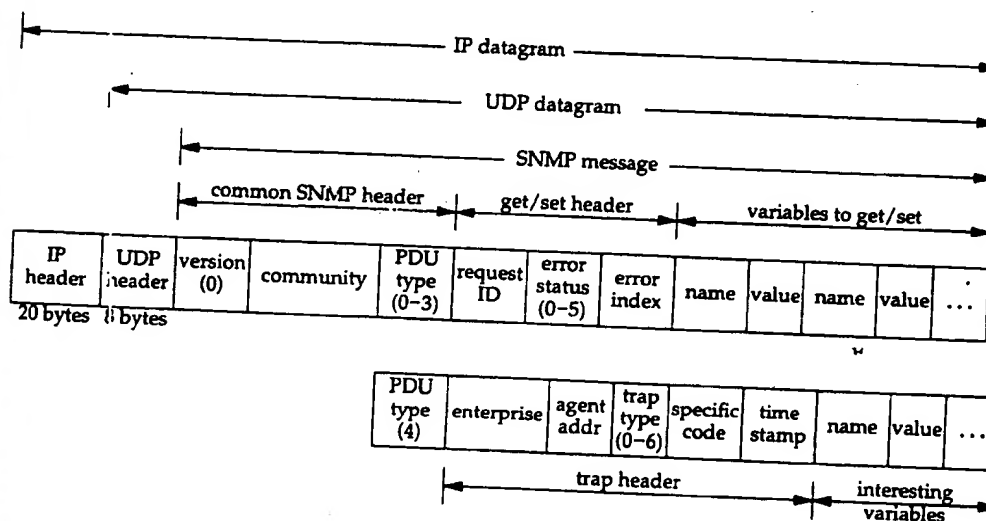 IP datagram
UDP datagram
SNMP message
common SNMP header
get/set header
variables to get/set
IP header
UDP header
version (0)
community
PDU type (0–3)
request ID
error status (0–5)
error index
name
value
name
value
...
20 bytes
8 bytes
PDU type (4)
enterprise
agent addr
trap type (0–6)
specific code
time stamp
name
value
...
trap header
interesting variables